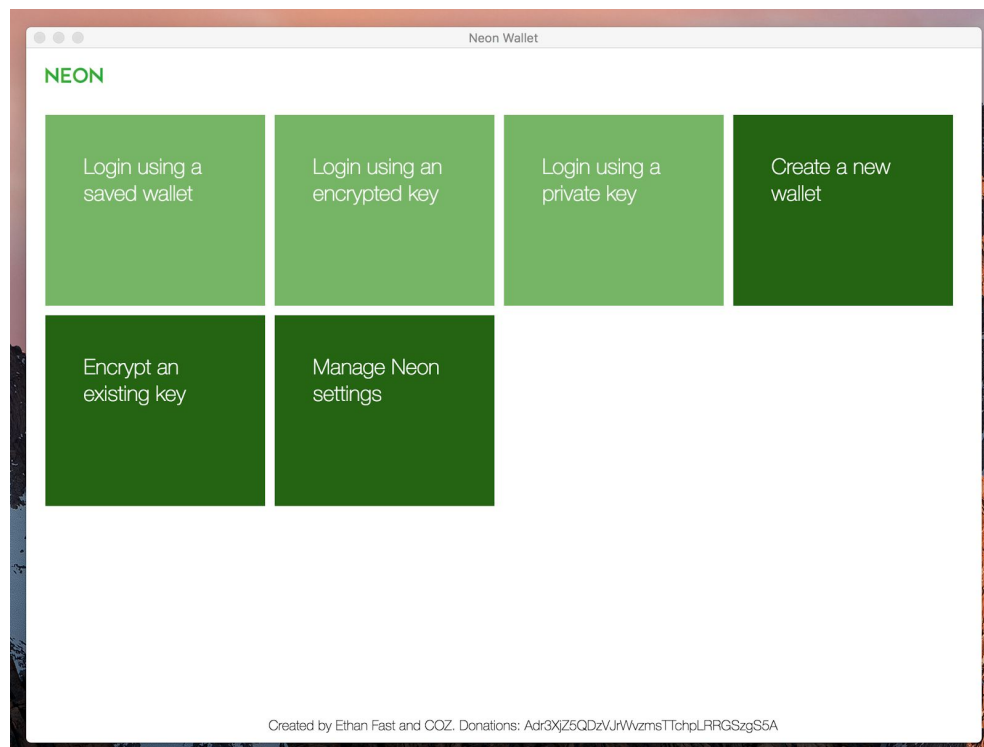 Neon Wallet
NEON
Login using a
saved wallet
Login using an
encrypted key
Login using a
private key
Create a new
wallet
Encrypt an
existing key
Manage Neon
settings
Created by Ethan Fast and COZ. Donations: Adr3XjZ5QDzVJrWvzmsTTchpLRRGSzgS5A